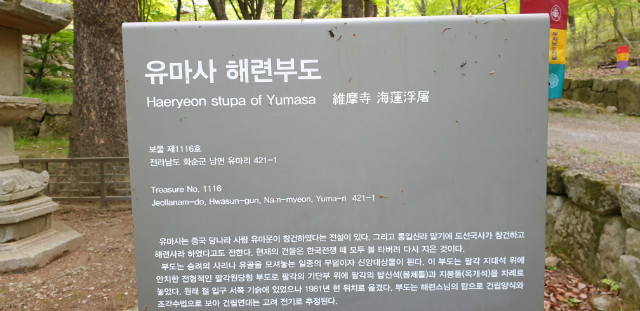 유마사 해련부도
Haeryeon stupa of Yumasa 維摩寺 海蓮浮屠
보물 제1116호
전라남도 화순군 남면 유마리 421-1
Treasure No. 1116
Jeollanam-do, Hwasun-gun, Nam-myeon, Yuma-ri 421-1
유마사는 중국 당나라 사람 유마운이 창건하였다는 전설이 있다. 그리고 통일신라 말기에 도선국사가 창건하고
해련사라 하였다고도 전한다. 현재의 건물은 한국전쟁 때 모두 불 타버려 다시 지은 것이다.
부도는 승려의 사리나 유골을 모셔놓는 일종의 무덤이자 신앙대상물이 된다. 이 부도는 팔각 지대석 위에
안치한 전형적인 팔각원당형 부도로 팔각의 기단부 위에 팔각의 탑신석(몸체돌)과 지붕돌(옥개석)을 차례로
놓았다. 원래 절 입구 서쪽 기슭에 있었으나 1981년 현 위치로 옮겼다. 부도는 해련스님의 탑으로 건립양식와
조각수법으로 보아 건립연대는 고려 전기로 추정된다.